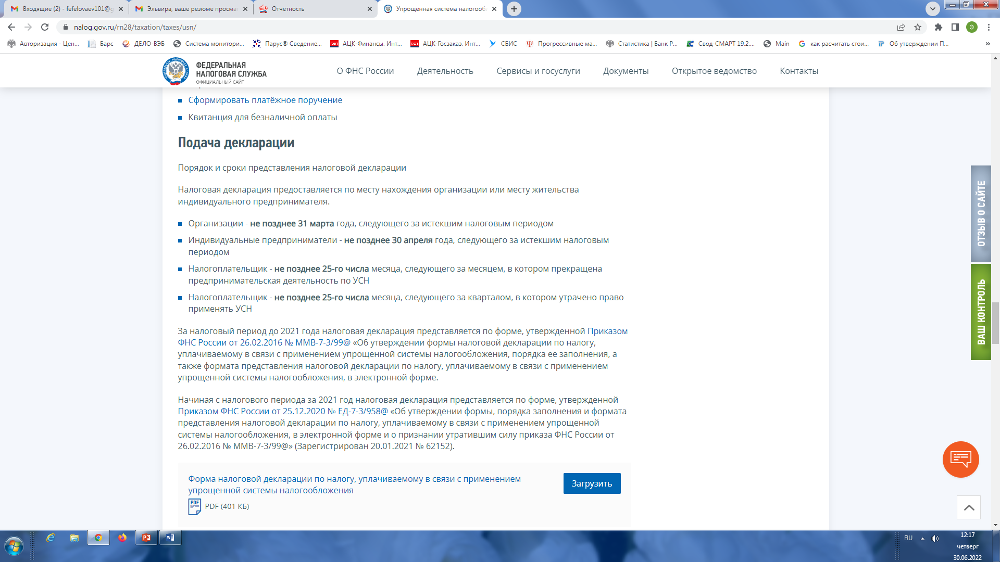 Входящие (2) - fefelovaev101@g
Эльвира, ваше резюме просмат
Отчетность
Упрощенная система налогообл
nalog.gov.ru/rn28/taxation/taxes/usn/
Э
Авторизация - Цен...
Барс
ДЕЛО-ВЭБ
Система монитори...
Парус® Сведение...
АЦК-Финансы. Инт...
АЦК-Госзаказ. Инт...
СБИС
Прогрессивные ма...
Статистика | Банк Р...
Свод-СМАРТ 19.2....
Main
как расчитать стои...
Об утверждении П...
»
ФЕДЕРАЛЬНАЯ
НАЛОГОВАЯ СЛУЖБА
ОФИЦИАЛЬНЫЙ САЙТ
О ФНС России
Деятельность
Сервисы и госуслуги
Документы
Открытое ведомство
Контакты
Сформировать платёжное поручение
Квитанция для безналичной оплаты
Подача декларации
Порядок и сроки представления налоговой декларации
Налоговая декларация предоставляется по месту нахождения организации или месту жительства
индивидуального предпринимателя.
Организации - не позднее 31 марта года, следующего за истекшим налоговым периодом
Индивидуальные предприниматели - не позднее 30 апреля года, следующего за истекшим налоговым
периодом
Налогоплательщик - не позднее 25-го числа месяца, следующего за месяцем, в котором прекращена
предпринимательская деятельность по УСН
Налогоплательщик - не позднее 25-го числа месяца, следующего за кварталом, в котором утрачено право
применять УСН
За налоговый период до 2021 года налоговая декларация представляется по форме, утвержденной Приказом
ФНС России от 26.02.2016 № ММВ-7-3/99@ «Об утверждении формы налоговой декларации по налогу,
уплачиваемому в связи с применением упрощенной системы налогообложения, порядка ее заполнения, а
также формата представления налоговой декларации по налогу, уплачиваемому в связи с применением
упрощенной системы налогообложения, в электронной форме.
Начиная с налогового периода за 2021 год налоговая декларация представляется по форме, утвержденной
Приказом ФНС России от 25.12.2020 № ЕД-7-3/958@ «Об утверждении формы, порядка заполнения и формата
представления налоговой декларации по налогу, уплачиваемому в связи с применением упрощенной
системы налогообложения, в электронной форме и о признании утратившим силу приказа ФНС России от
26.02.2016 № ММВ-7-3/99@» (Зарегистрирован 20.01.2021 № 62152).
Форма налоговой декларации по налогу, уплачиваемому в связи с применением
упрощенной системы налогообложения
PDF
PDF (401 КБ)
Загрузить
ОТЗЫВ О САЙТЕ
ВАШ КОНТРОЛЬ
RU
12:17
четверг
30.06.2022